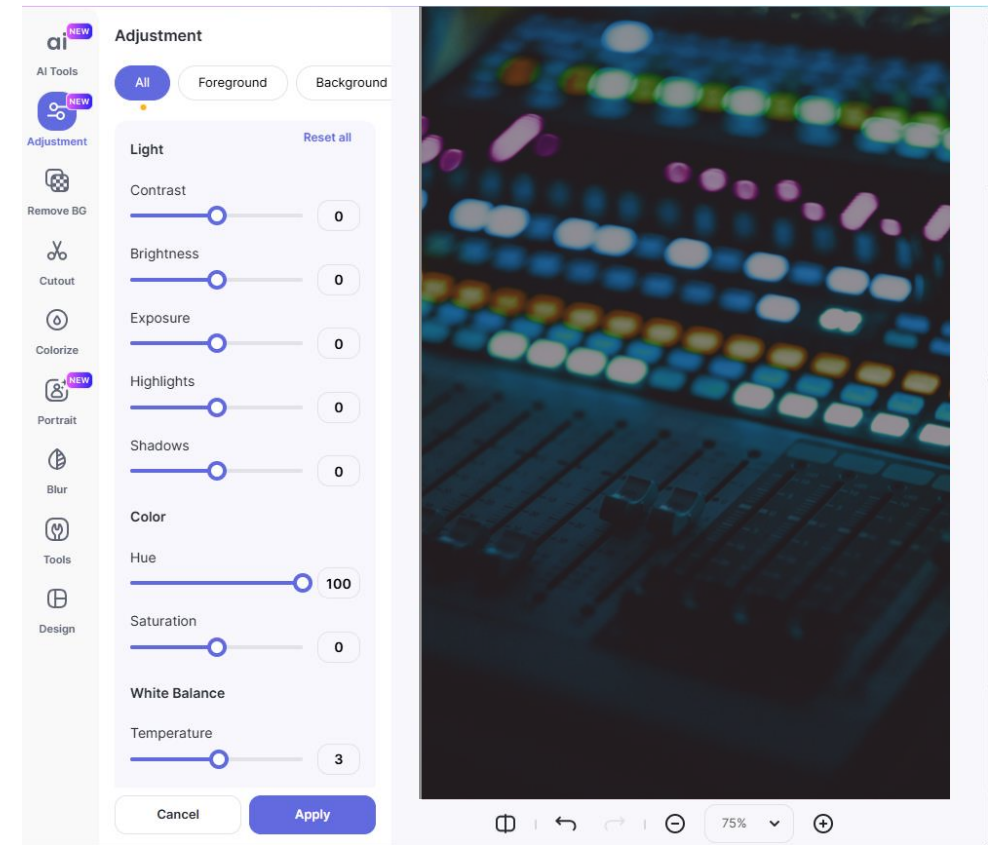 ai NEW
AI Tools
NEW
Adjustment
Remove BG
Cutout
Colorize
NEW
Portrait
Blur
Tools
Design
Adjustment
All Foreground Background
Reset all
Light
Contrast
0
Brightness
0
Exposure
0
Highlights
0
Shadows
0
Color
Hue
100
Saturation
0
White Balance
Temperature
3
Cancel Apply
75%